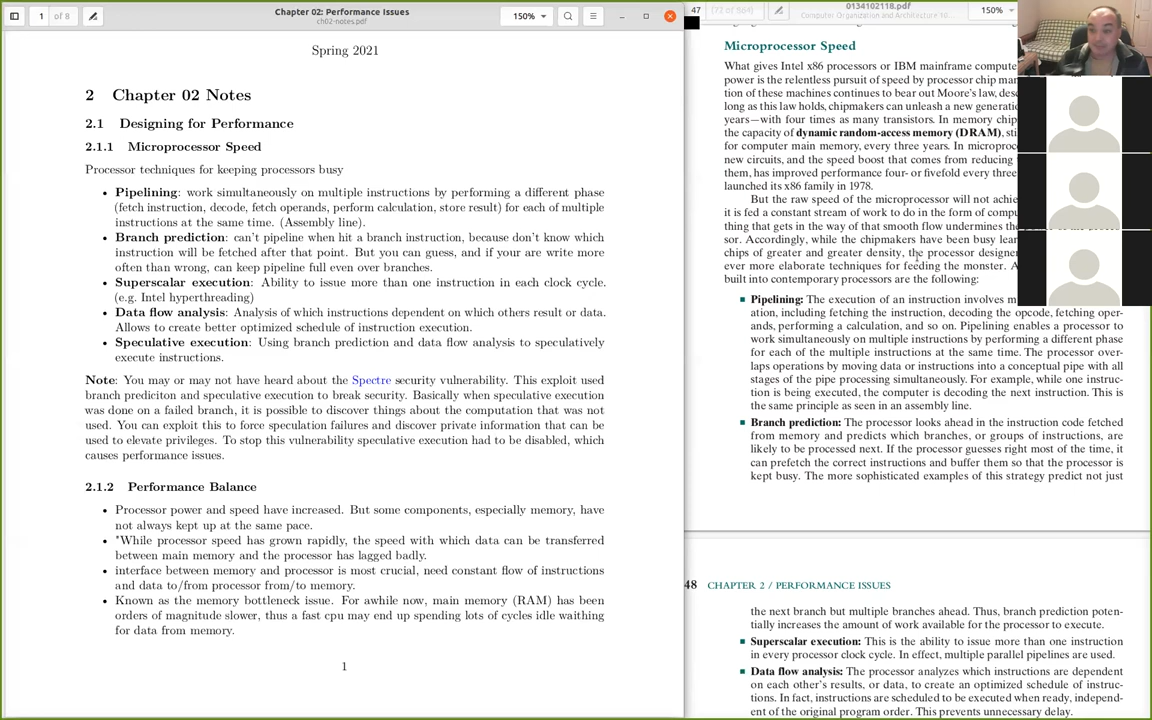 1 of 8
Chapter 02: Performance Issues
ch02-notes.pdf
150%
Spring 2021
2 Chapter 02 Notes
2.1 Designing for Performance
2.1.1 Microprocessor Speed
Processor techniques for keeping processors busy
• Pipelining: work simultaneously on multiple instructions by performing a different phase
(fetch instruction, decode, fetch operands, perform calculation, store result) for each of multiple
instructions at the same time. (Assembly line).
• Branch prediction: can't pipeline when hit a branch instruction, because don't know which
instruction will be fetched after that point. But you can guess, and if your are write more
often than wrong, can keep pipeline full even over branches.
• Superscalar execution: Ability to issue more than one instruction in each clock cycle.
(e.g. Intel hyperthreading)
• Data flow analysis: Analysis of which instructions dependent on which others result or data.
Allows to create better optimized schedule of instruction execution.
• Speculative execution: Using branch prediction and data flow analysis to speculatively
execute instructions.
Note: You may or may not have heard about the Spectre security vulnerability. This exploit used
branch prediciton and speculative execution to break security. Basically when speculative execution
was done on a failed branch, it is possible to discover things about the computation that was not
used. You can exploit this to force speculation failures and discover private information that can be
used to elevate privileges. To stop this vulnerability speculative execution had to be disabled, which
causes performance issues.
2.1.2 Performance Balance
• Processor power and speed have increased. But some components, especially memory, have
not always kept up at the same pace.
• "While processor speed has grown rapidly, the speed with which data can be transferred
between main memory and the processor has lagged badly.
• interface between memory and processor is most crucial, need constant flow of instructions
and data to/from processor from/to memory.
• Known as the memory bottleneck issue. For awhile now, main memory (RAM) has been
orders of magnitude slower, thus a fast cpu may end up spending lots of cycles idle waithing
for data from memory.
1
47 (72 of 864)
0134102118.pdf
Computer Organization and Architecture 10...
150%
Microprocessor Speed
What gives Intel x86 processors or IBM mainframe compute
power is the relentless pursuit of speed by processor chip man
tion of these machines continues to bear out Moore's law, desc
long as this law holds, chipmakers can unleash a new generatio
years—with four times as many transistors. In memory chip
the capacity of dynamic random-access memory (DRAM), sti
for computer main memory, every three years. In microproc
new circuits, and the speed boost that comes from reducing
them, has improved performance four- or fivefold every three
launched its x86 family in 1978.
But the raw speed of the microprocessor will not achie
it is fed a constant stream of work to do in the form of compu
thing that gets in the way of that smooth flow undermines the
sor. Accordingly, while the chipmakers have been busy lear
chips of greater and greater density, the processor designe
ever more elaborate techniques for feeding the monster. A
built into contemporary processors are the following:
■ Pipelining: The execution of an instruction involves m
ation, including fetching the instruction, decoding the opcode, fetching oper-
ands, performing a calculation, and so on. Pipelining enables a processor to
work simultaneously on multiple instructions by performing a different phase
for each of the multiple instructions at the same time. The processor over-
laps operations by moving data or instructions into a conceptual pipe with all
stages of the pipe processing simultaneously. For example, while one instruc-
tion is being executed, the computer is decoding the next instruction. This is
the same principle as seen in an assembly line.
■ Branch prediction: The processor looks ahead in the instruction code fetched
from memory and predicts which branches, or groups of instructions, are
likely to be processed next. If the processor guesses right most of the time, it
can prefetch the correct instructions and buffer them so that the processor is
kept busy. The more sophisticated examples of this strategy predict not just
48 CHAPTER 2 / PERFORMANCE ISSUES
the next branch but multiple branches ahead. Thus, branch prediction poten-
tially increases the amount of work available for the processor to execute.
■ Superscalar execution: This is the ability to issue more than one instruction
in every processor clock cycle. In effect, multiple parallel pipelines are used.
■ Data flow analysis: The processor analyzes which instructions are dependent
on each other's results, or data, to create an optimized schedule of instruc-
tions. In fact, instructions are scheduled to be executed when ready, independ-
ent of the original program order. This prevents unnecessary delay.